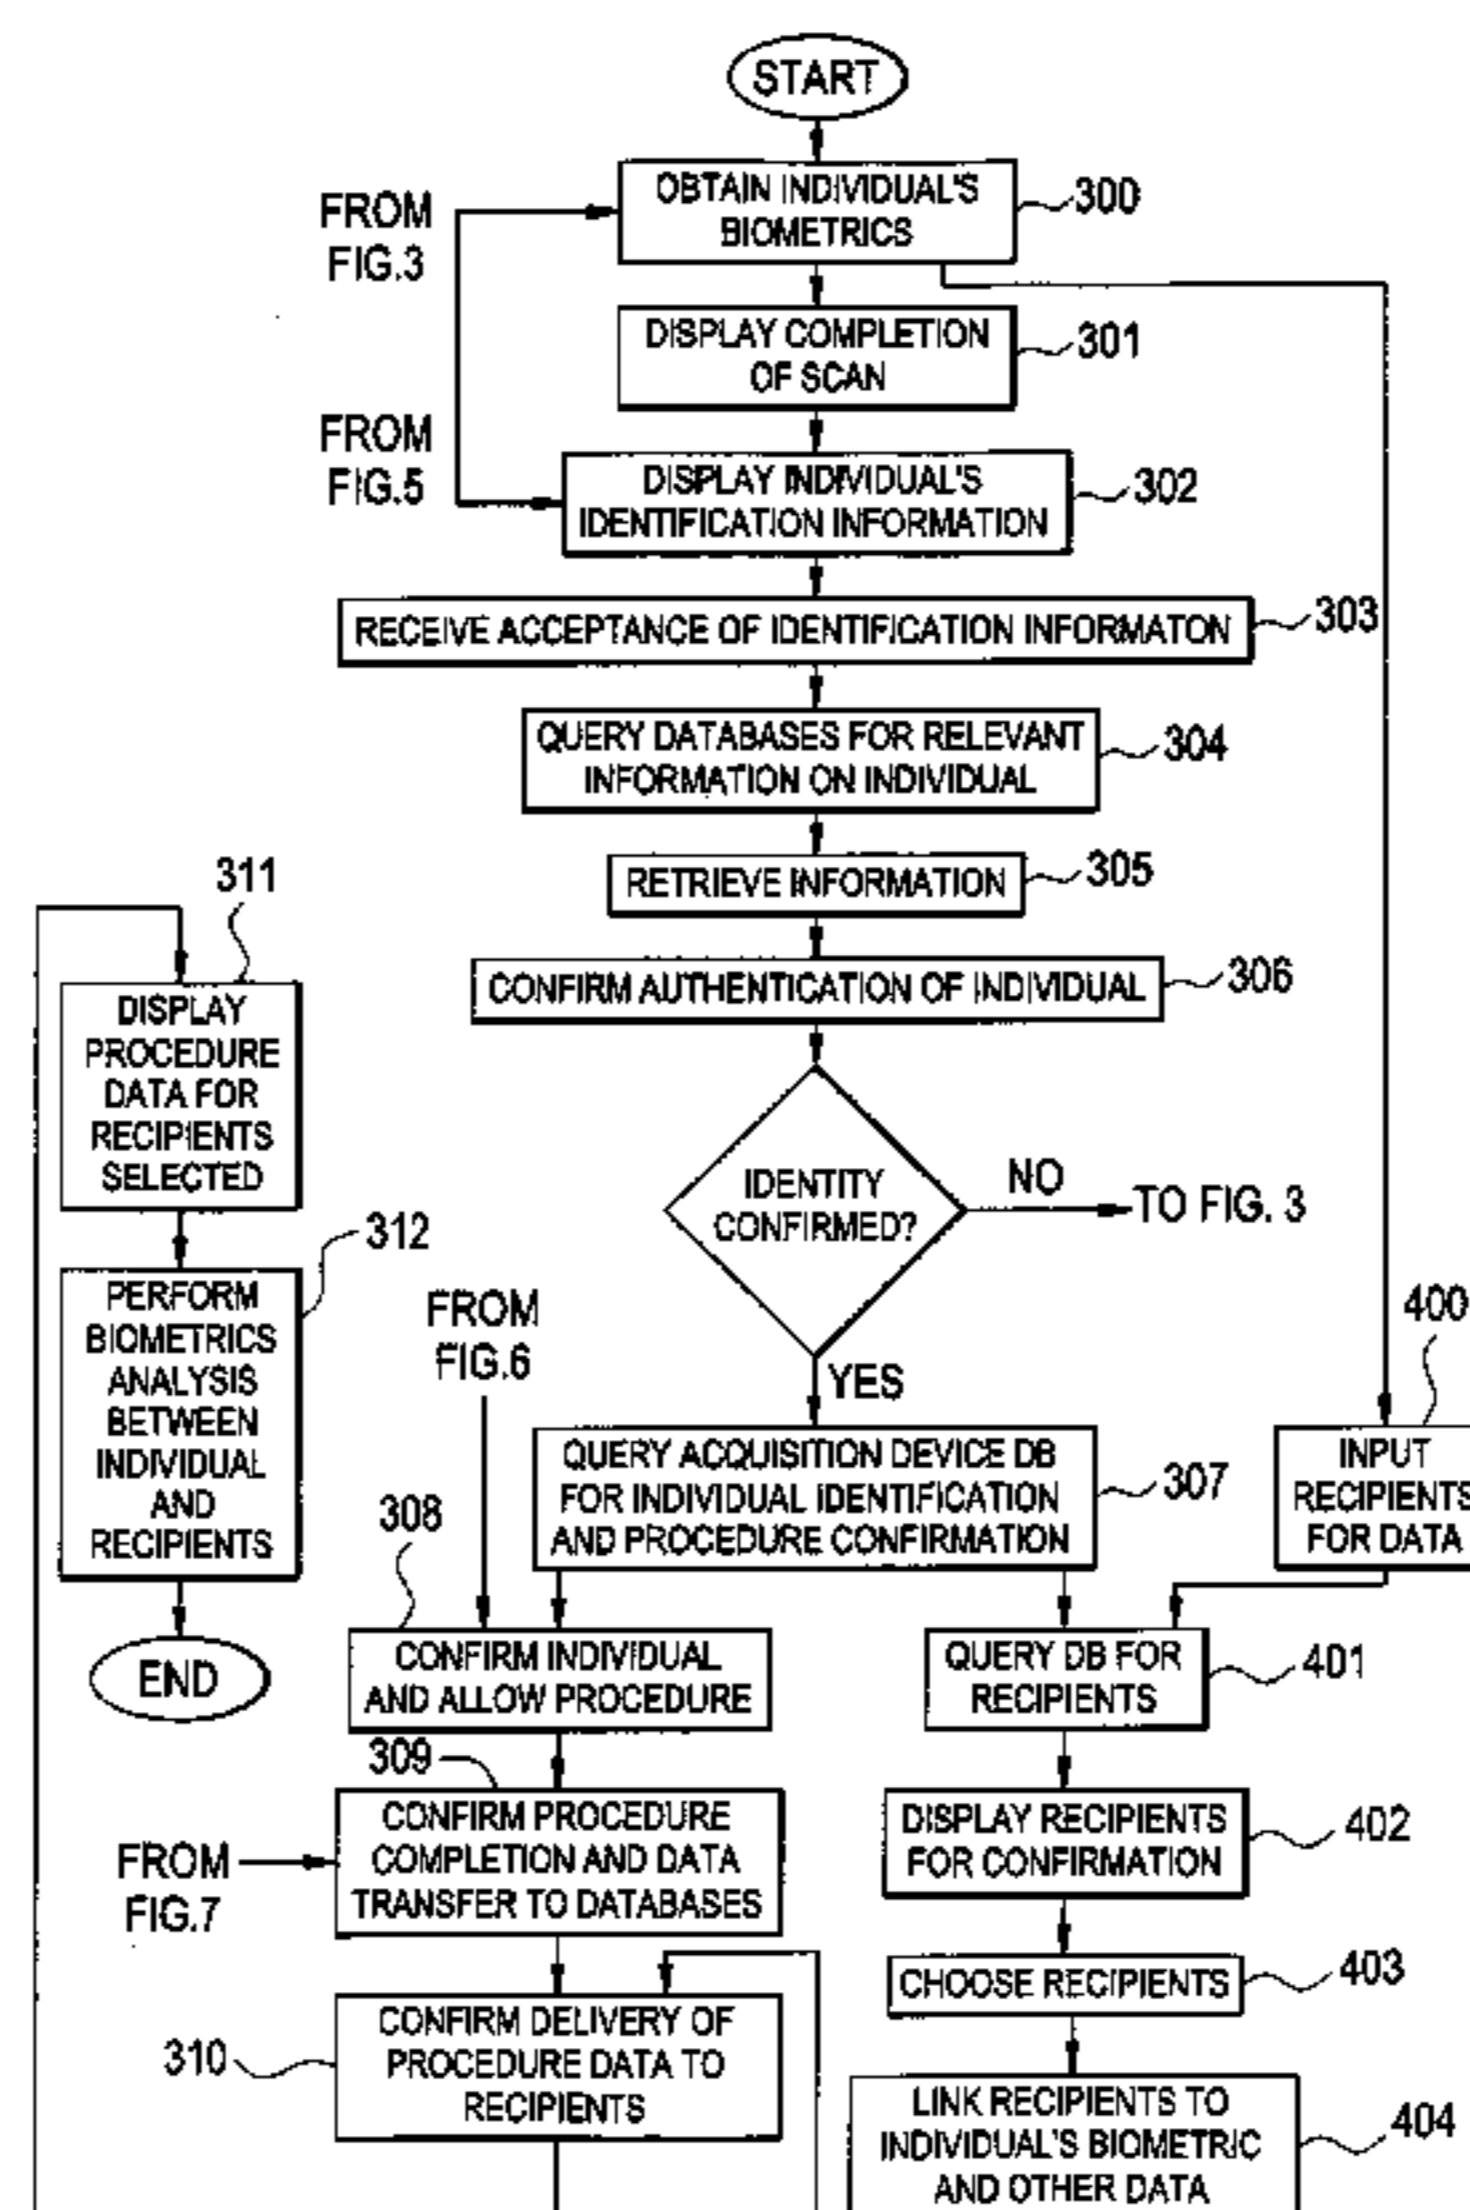 START
OBTAIN INDIVIDUAL'S
BIOMETRICS
300
FROM
FIG.3
DISPLAY COMPLETION
OF SCAN
301
FROM
FIG.5
DISPLAY INDIVIDUAL'S
IDENTIFICATION INFORMATION
302
RECEIVE ACCEPTANCE OF IDENTIFICATION INFORMATON
303
QUERY DATABASES FOR RELEVANT
INFORMATION ON INDIVIDUAL
304
RETRIEVE INFORMATION
305
CONFIRM AUTHENTICATION OF INDIVIDUAL
306
IDENTITY
CONFIRMED?
NO
TO FIG. 3
YES
311
DISPLAY
PROCEDURE
DATA FOR
RECIPIENTS
SELECTED
312
PERFORM
BIOMETRICS
ANALYSIS
BETWEEN
INDIVIDUAL
AND
RECIPIENTS
END
FROM
FIG.6
QUERY ACQUISITION DEVICE DB
FOR INDIVIDUAL IDENTIFICATION
AND PROCEDURE CONFIRMATION
307
400
INPUT
RECIPIENTS
FOR DATA
308
CONFIRM INDIVIDUAL
AND ALLOW PROCEDURE
QUERY DB FOR
RECIPIENTS
401
309
CONFIRM PROCEDURE
COMPLETION AND DATA
TRANSFER TO DATABASES
FROM
FIG.7
DISPLAY RECIPIENTS
FOR CONFIRMATION
402
CHOOSE RECIPIENTS
403
310
CONFIRM DELIVERY OF
PROCEDURE DATA TO
RECIPIENTS
LINK RECIPIENTS TO
INDIVIDUAL'S BIOMETRIC
AND OTHER DATA
404